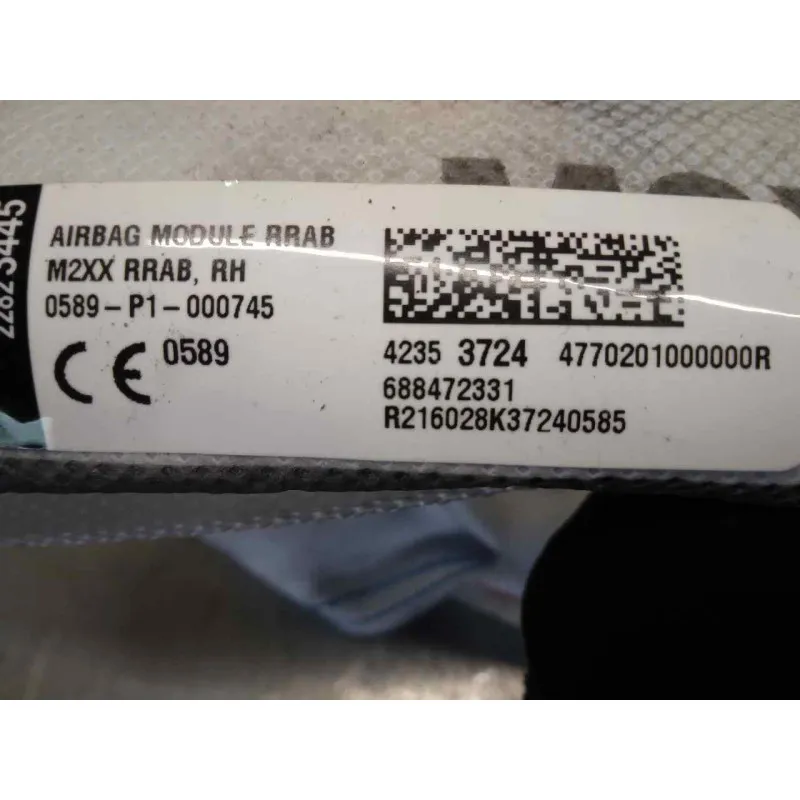 AIRBAG MODULE RRAB
M2XX RRAB, RH
0589-P1-000745
CE 0589
4235 3724 4770201000000R
688472331
R216028K37240585